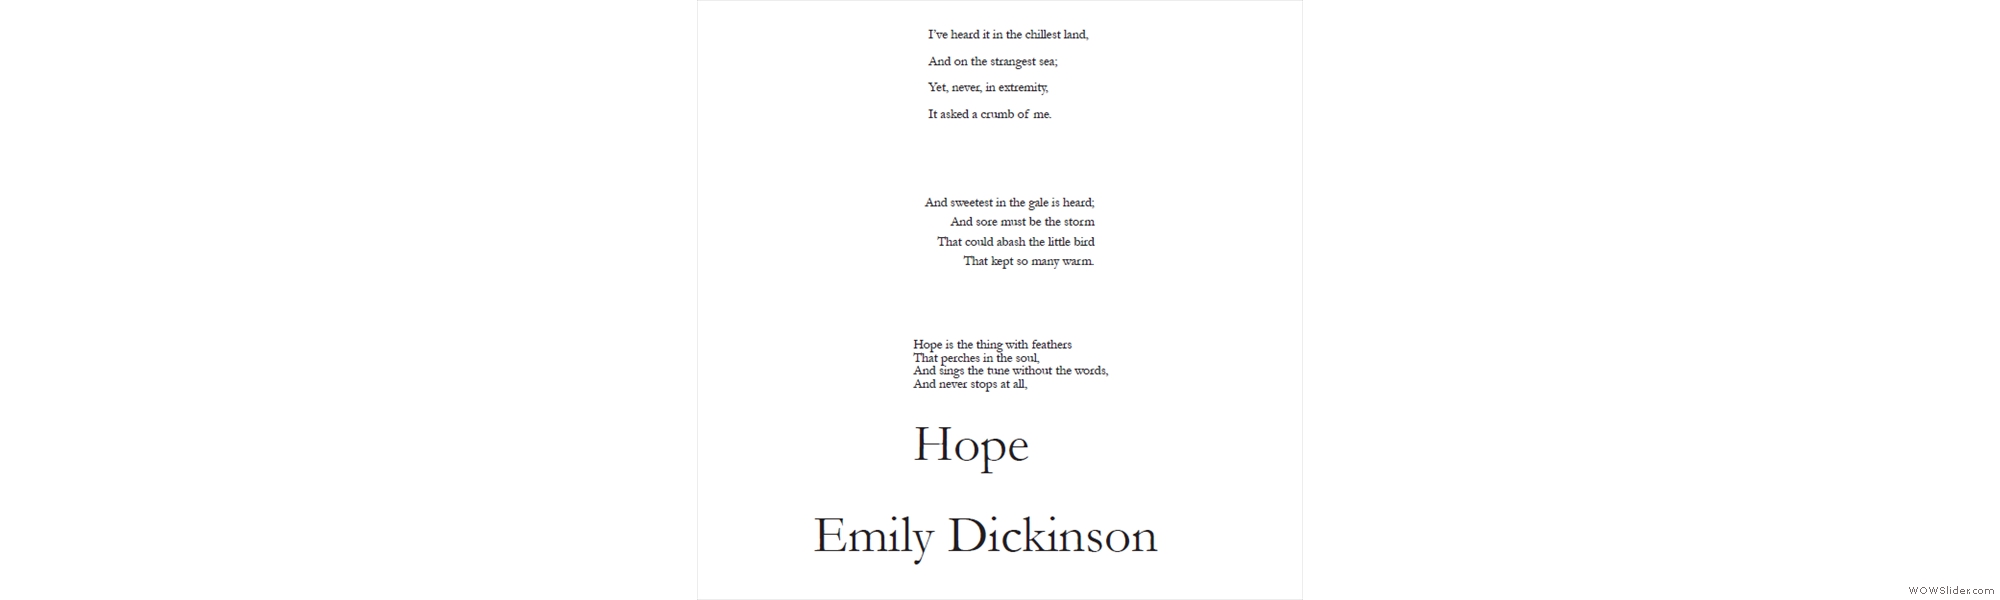 I've heard it in the chillest land,
And on the strangest sea;
Yet, never, in extremity,
It asked a crumb of me.
And sweetest in the gale is heard;
And sore must be the storm
That could abash the little bird
That kept so many warm.
Hope is the thing with feathers
That perches in the soul,
And sings the tune without the words,
And never stops at all,
Hope
Emily Dickinson
WOWSlider.com